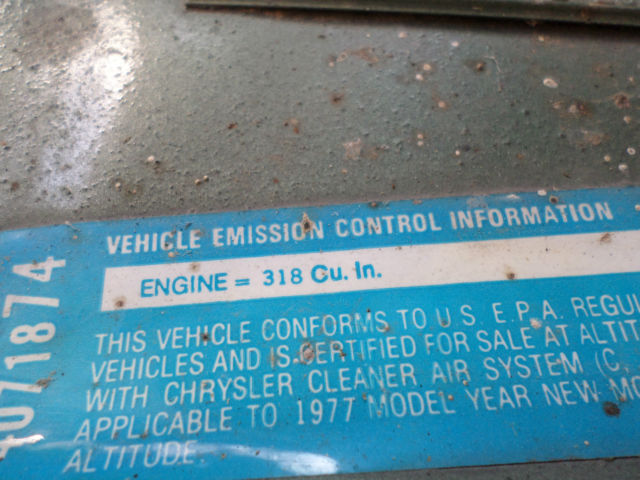 VEHICLE EMISSION CONTROL INFORMATION
ENGINE = 318 Cu. In.
THIS VEHICLE CONFORMS TO U.S. E.P.A. REGU
VEHICLES AND IS CERTIFIED FOR SALE AT ALTIT
WITH CHRYSLER CLEANER AIR SYSTEM (C.
APPLICABLE TO 1977 MODEL YEAR NEW M
ALTITUDE
4071874